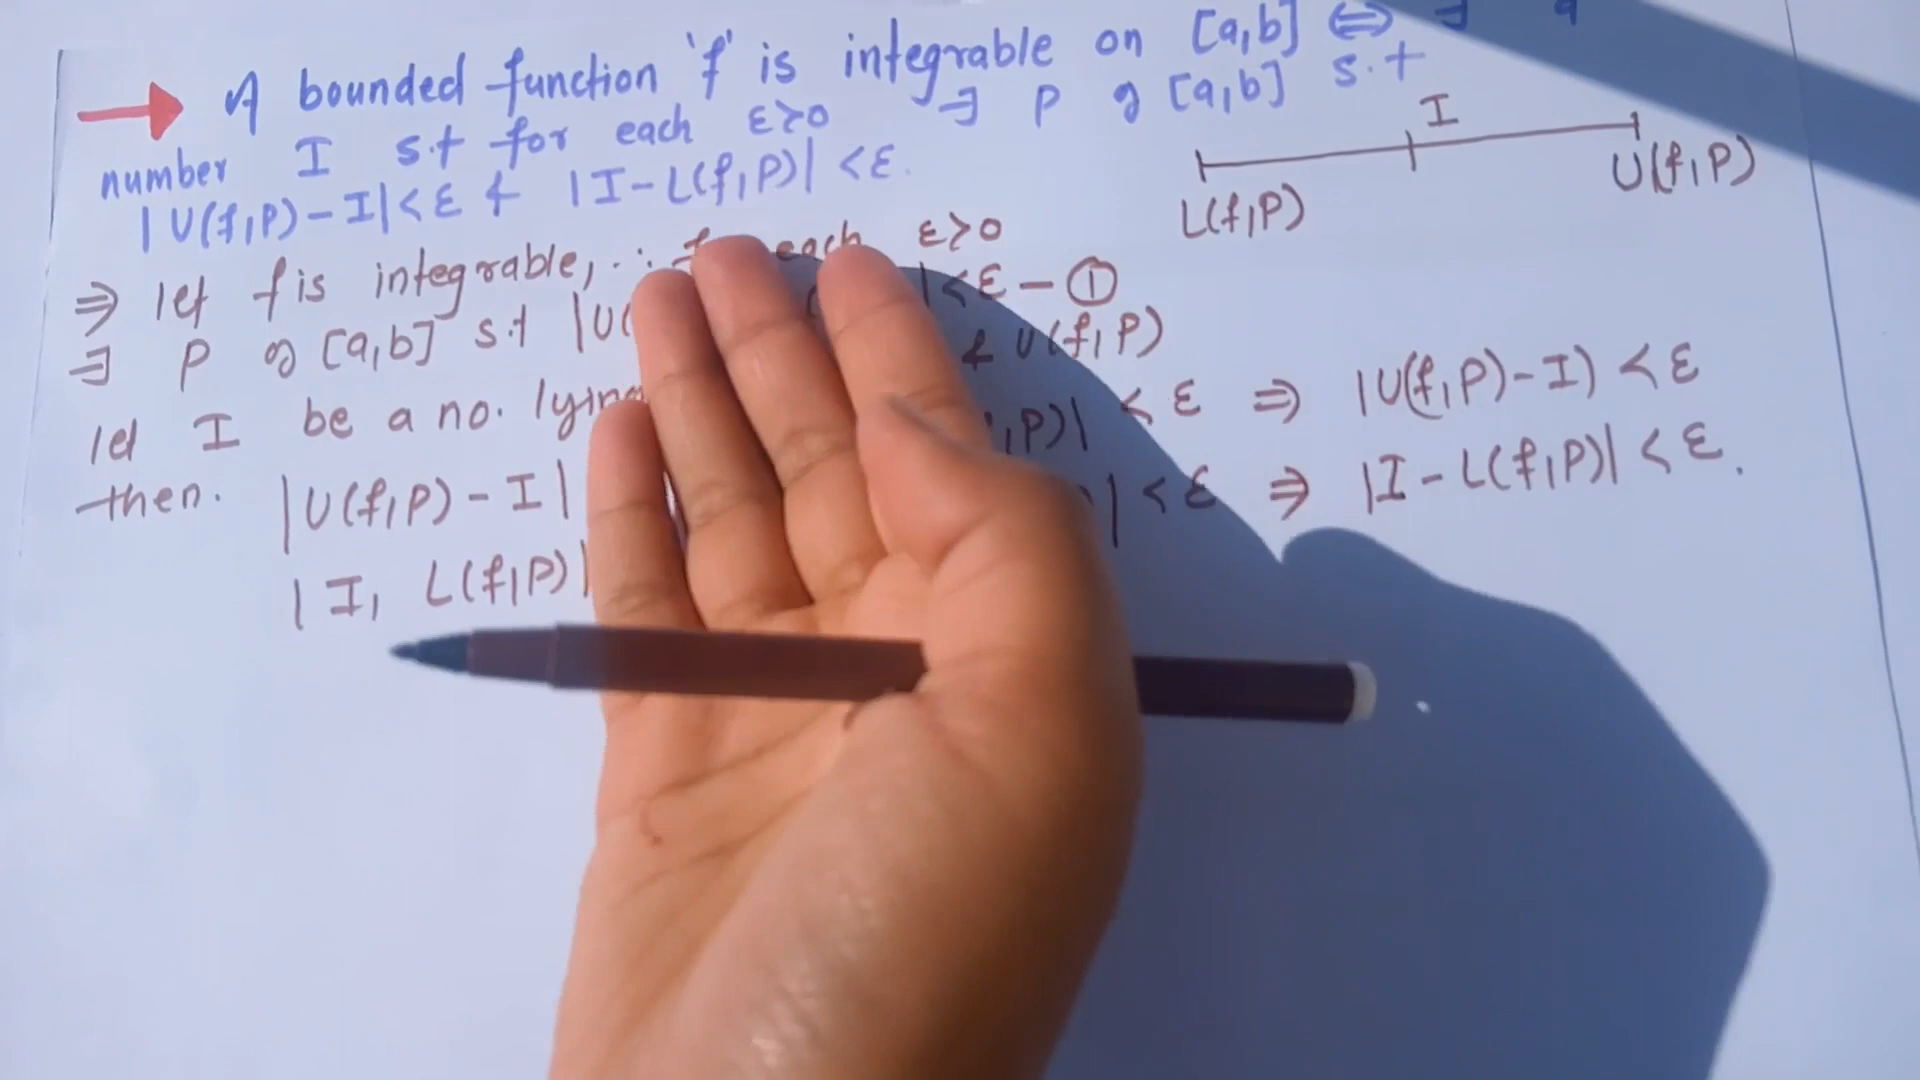 A bounded function 'f' is integrable on [a,b] ⇔ ∃ a
number I s.t for each ε>0 ∃ P of [a,b] s.t
|U(f,P)-I|<ε & |I-L(f,P)|<ε.
I
L(f,P) U(f,P)
⇒ let f is integrable, ∴ each ε>0
∃ P of [a,b] s.t |U( |<ε - ①
let I be a no. lying & U(f,P)
then. |U(f,P)-I| ,P)| <ε ⇒ |U(f,P)-I) <ε
|I, L(f,P)| | <ε ⇒ |I-L(f,P)| <ε.